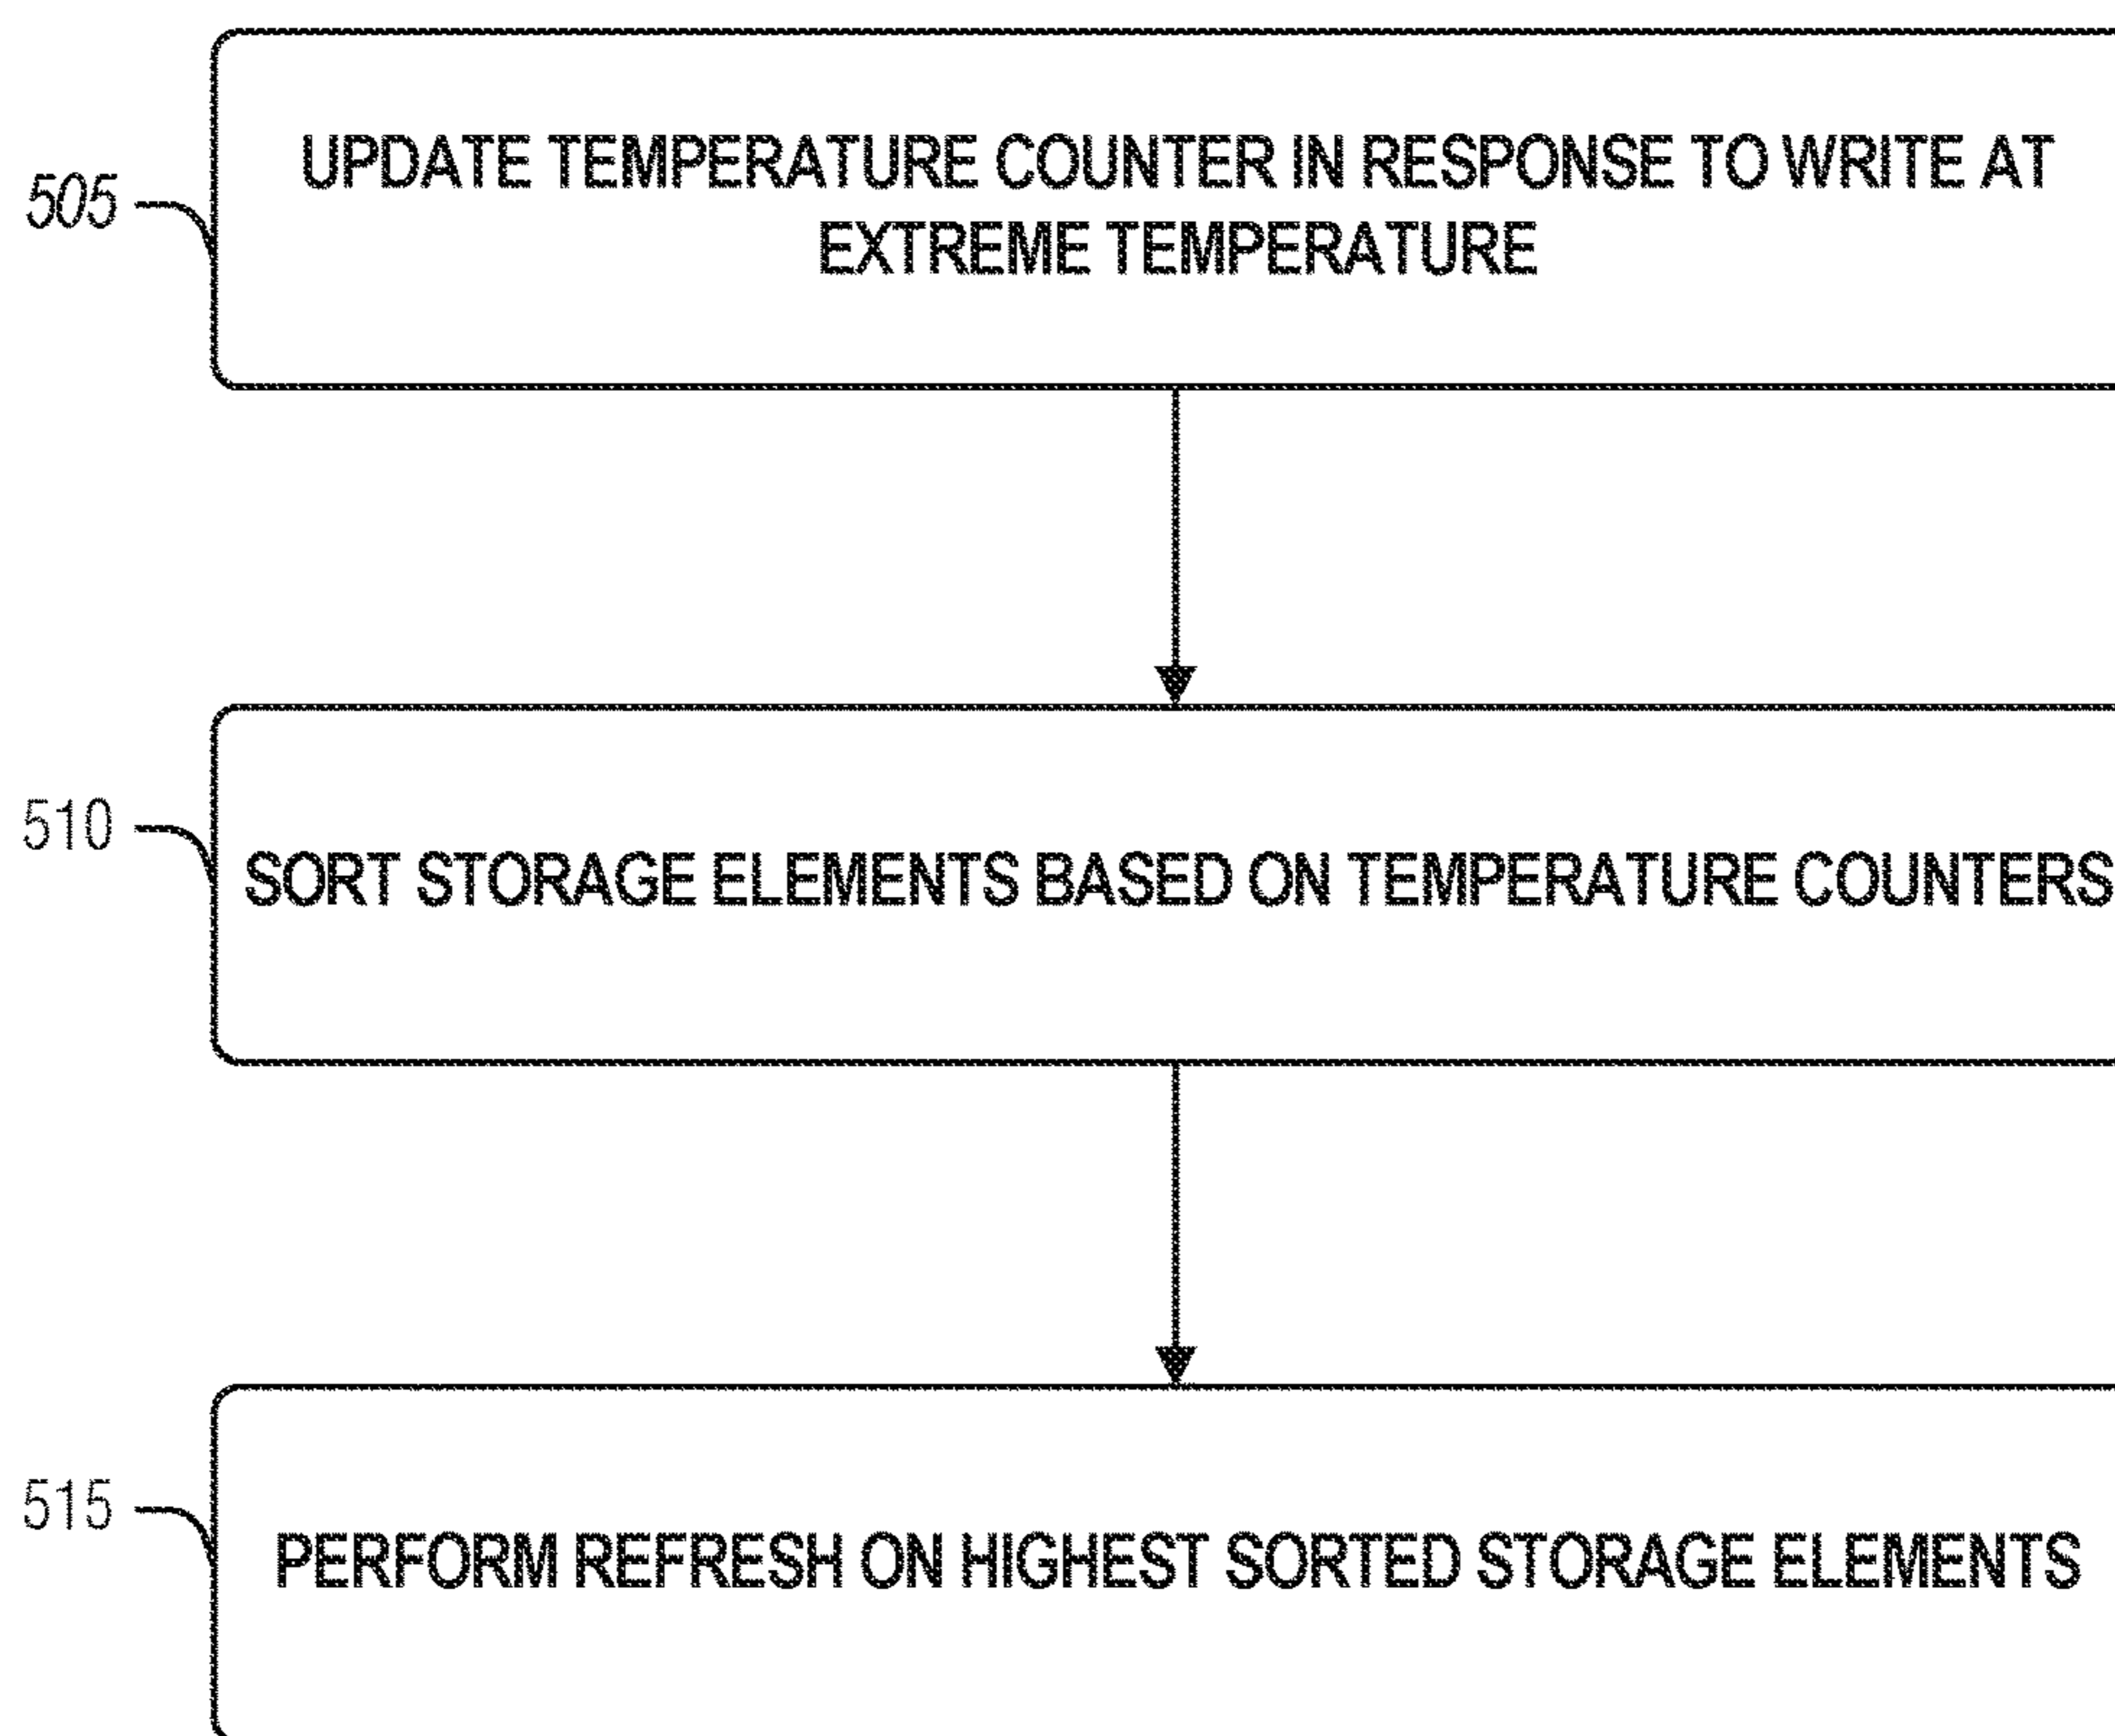 505
UPDATE TEMPERATURE COUNTER IN RESPONSE TO WRITE AT
EXTREME TEMPERATURE
510
SORT STORAGE ELEMENTS BASED ON TEMPERATURE COUNTERS
515
PERFORM REFRESH ON HIGHEST SORTED STORAGE ELEMENTS